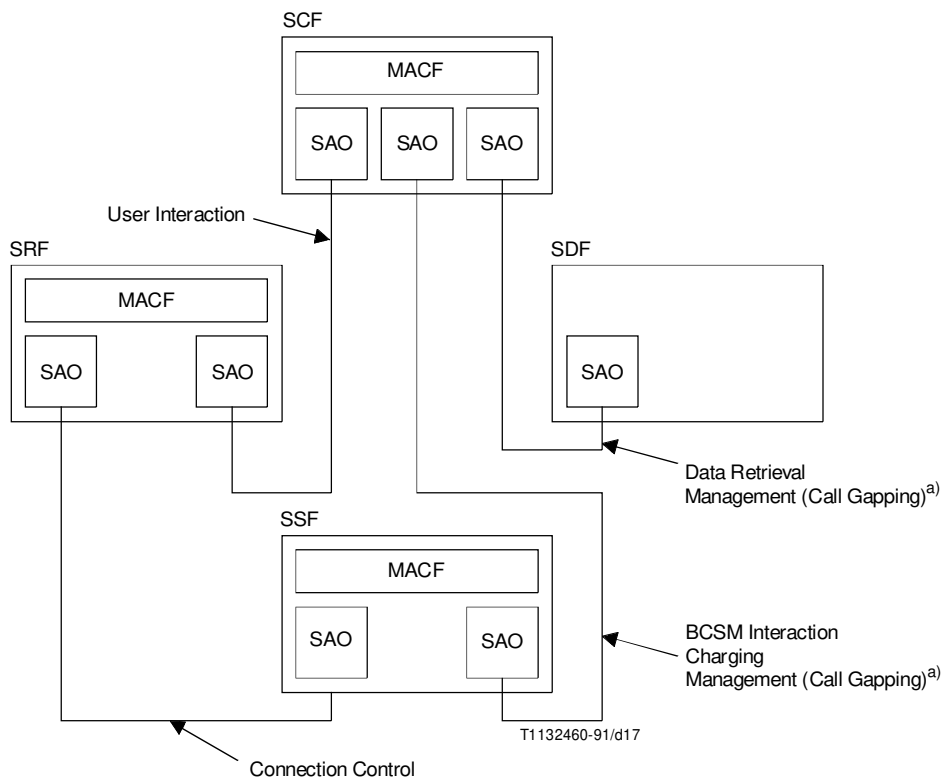 SCF
MACF
SAO SAO SAO
User Interaction
SRF
SDF
MACF
SAO SAO
SAO
Data Retrieval
Management (Call Gapping)a)
SSF
MACF
SAO SAO
BCSM Interaction
Charging
Management (Call Gapping)a)
T1132460-91/d17
Connection Control